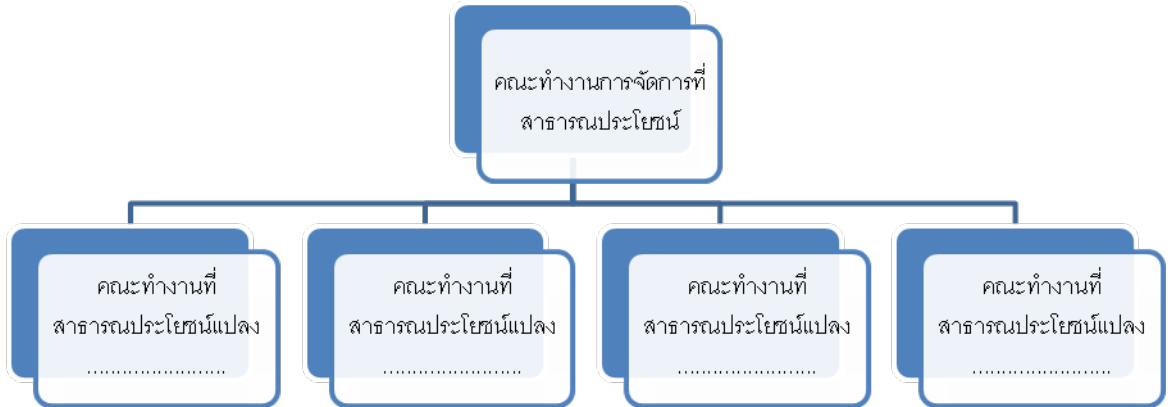 คณะทำงานการจัดการที่
สาธารณประโยชน์
คณะทำงานที่
สาธารณประโยชน์แปลง
........................
คณะทำงานที่
สาธารณประโยชน์แปลง
........................
คณะทำงานที่
สาธารณประโยชน์แปลง
........................
คณะทำงานที่
สาธารณประโยชน์แปลง
........................